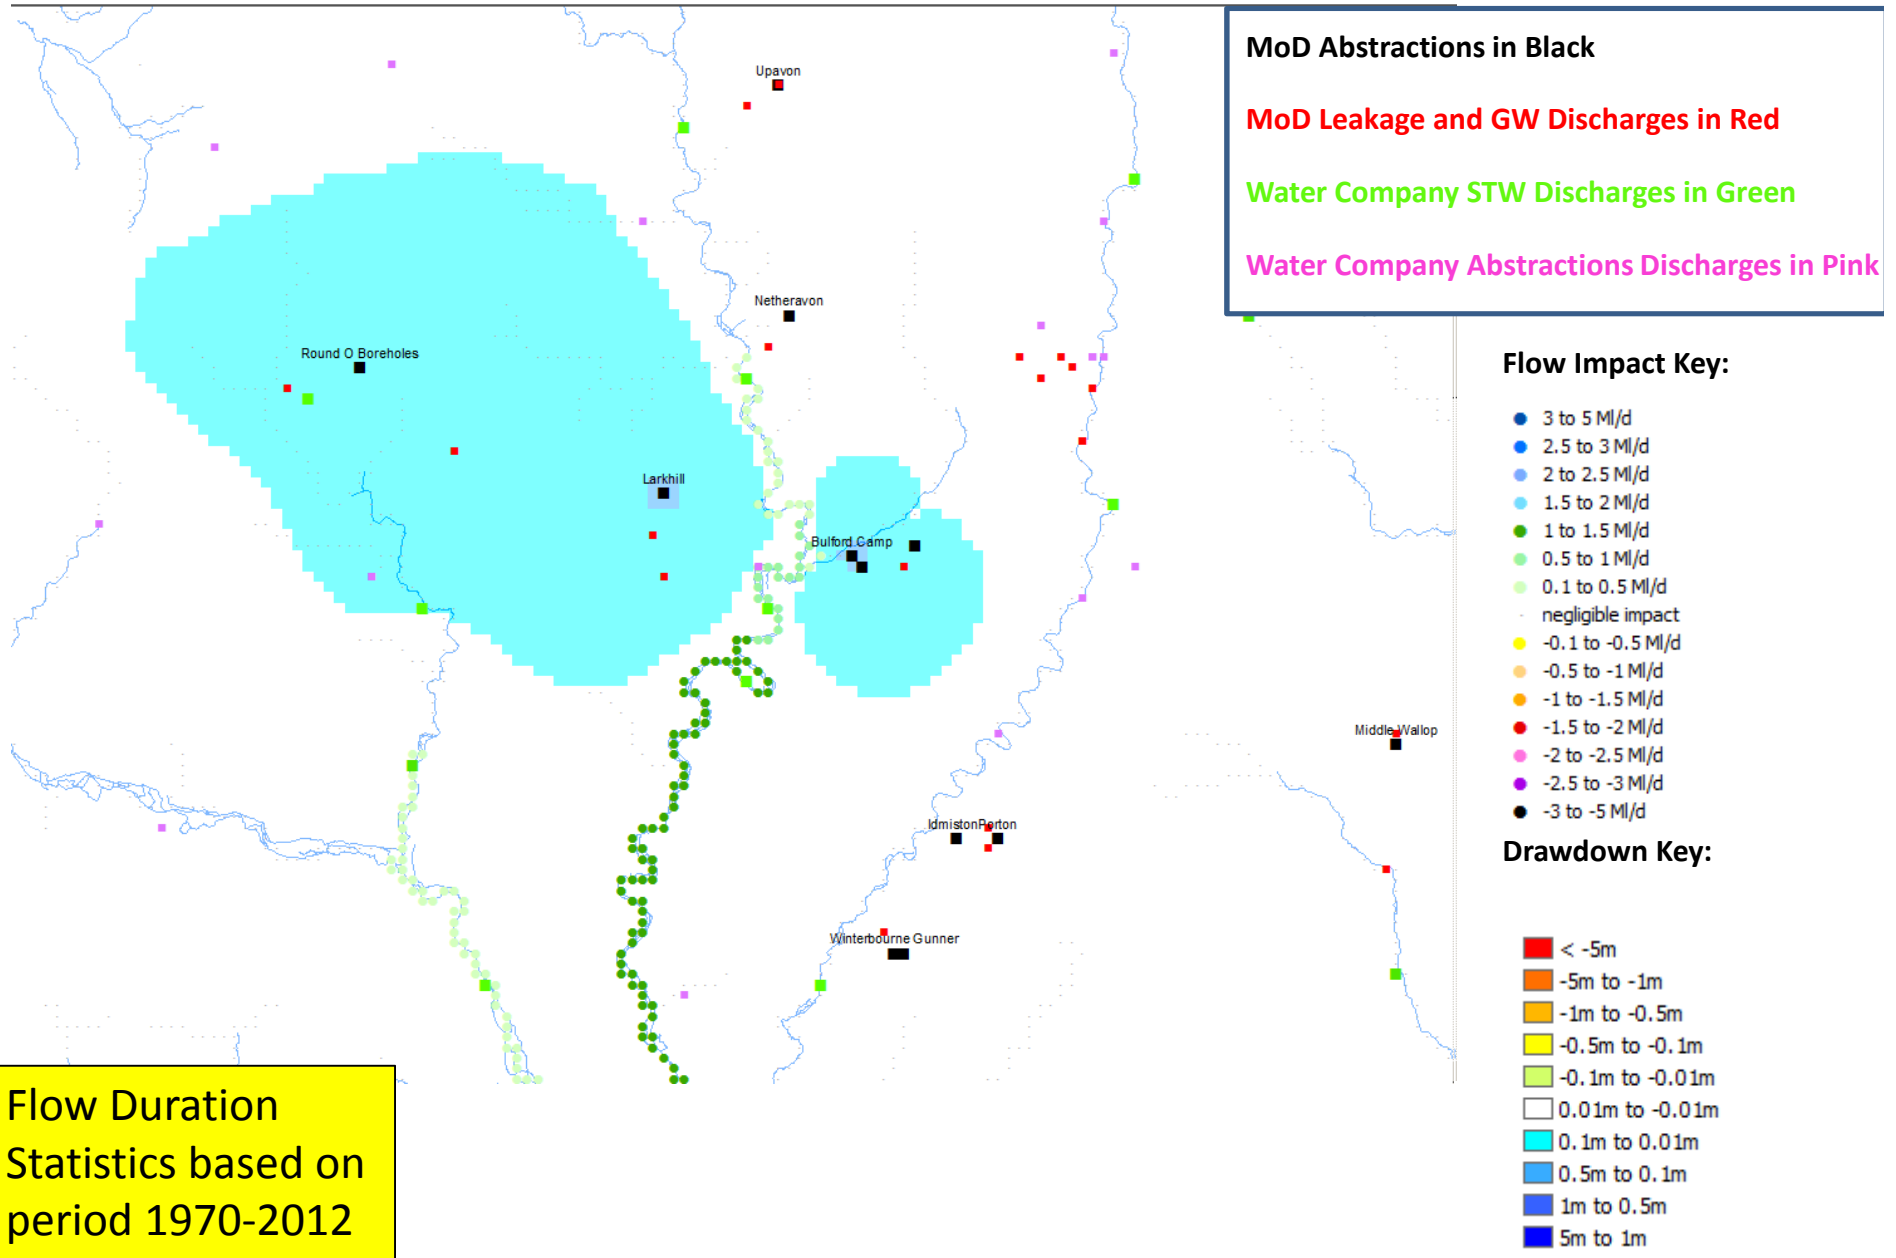 MoD Abstractions in Black
MoD Leakage and GW Discharges in Red
Water Company STW Discharges in Green
Water Company Abstractions Discharges in Pink
Upavon
Netheravon
Round O Boreholes
Larkhill
Bulford Camp
Middle Wallop
Idmiston Porton
Winterbourne Gunner
Flow Impact Key:
3 to 5 Ml/d
2.5 to 3 Ml/d
2 to 2.5 Ml/d
1.5 to 2 Ml/d
1 to 1.5 Ml/d
0.5 to 1 Ml/d
0.1 to 0.5 Ml/d
negligible impact
-0.1 to -0.5 Ml/d
-0.5 to -1 Ml/d
-1 to -1.5 Ml/d
-1.5 to -2 Ml/d
-2 to -2.5 Ml/d
-2.5 to -3 Ml/d
-3 to -5 Ml/d
Drawdown Key:
< -5m
-5m to -1m
-1m to -0.5m
-0.5m to -0.1m
-0.1m to -0.01m
0.01m to -0.01m
0.1m to 0.01m
0.5m to 0.1m
1m to 0.5m
5m to 1m
Flow Duration
Statistics based on
period 1970-2012